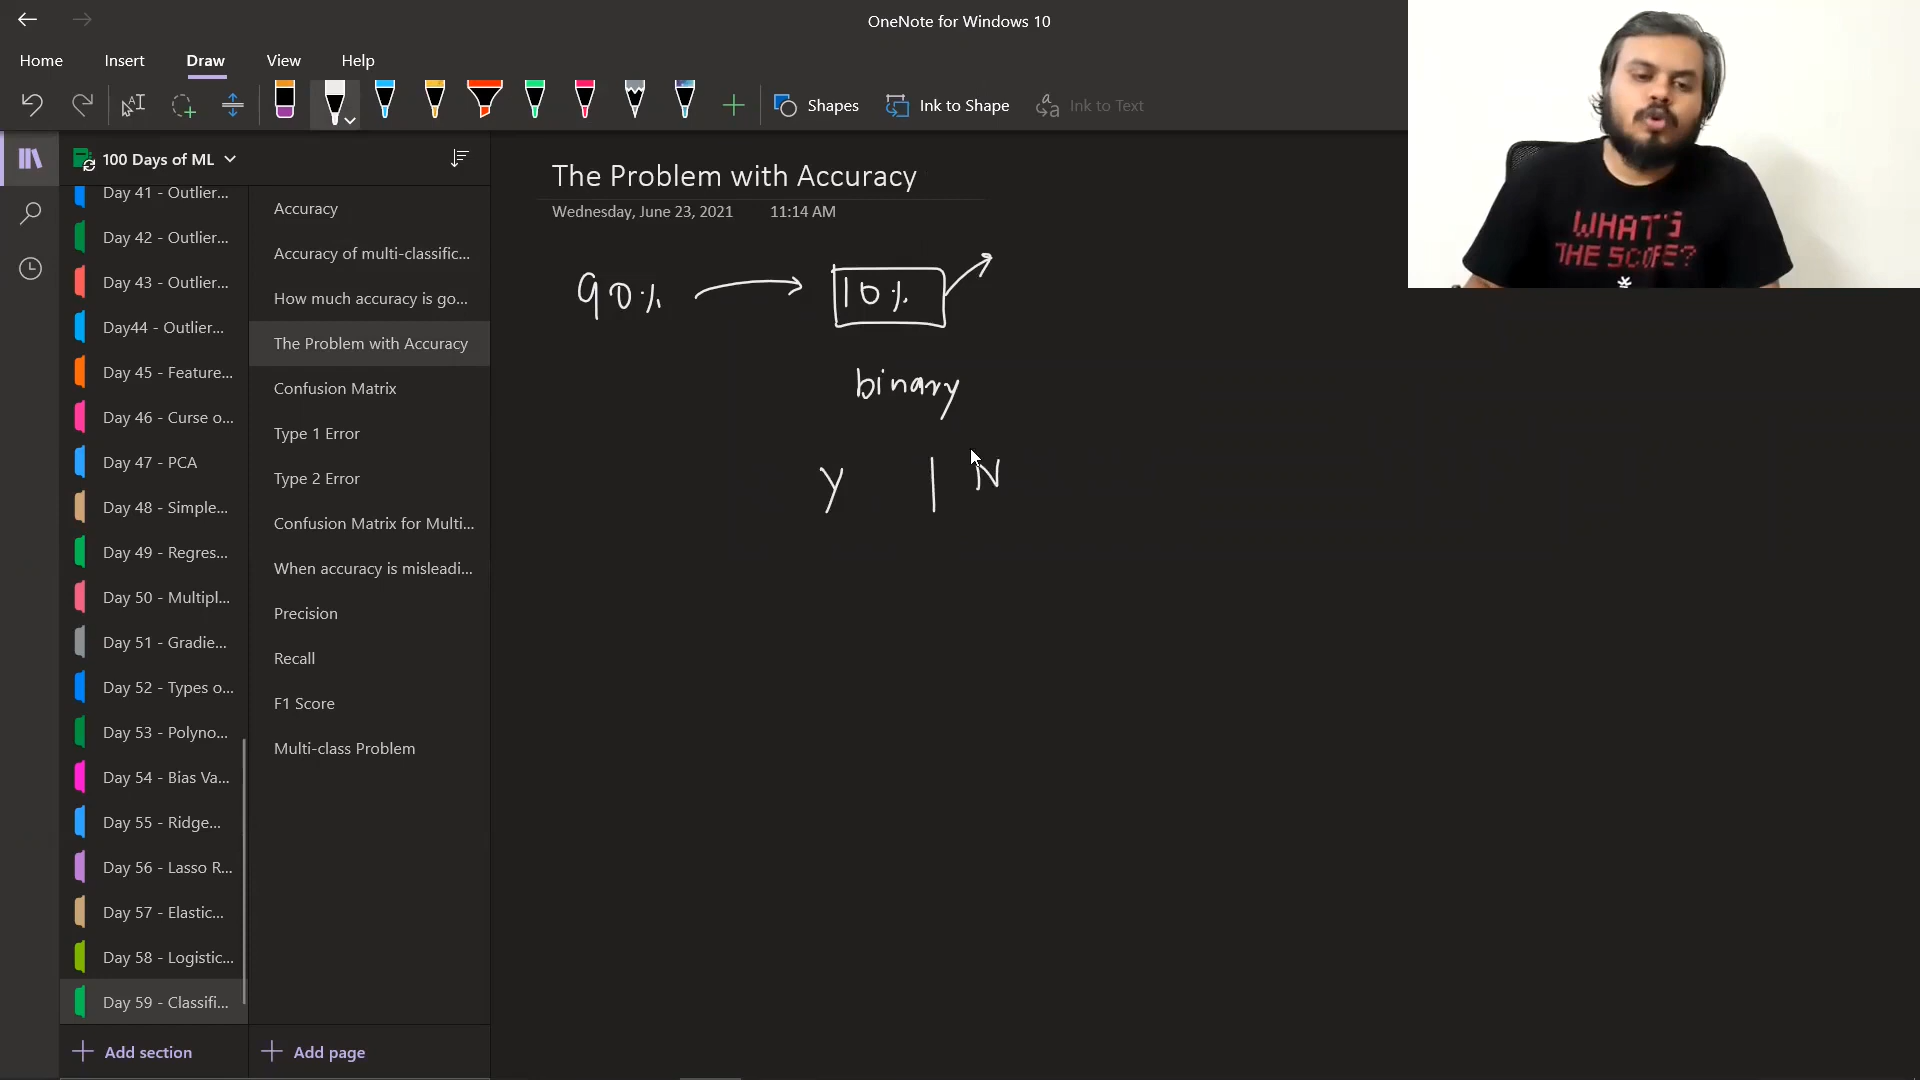 OneNote for Windows 10
Home Insert Draw View Help
Shapes Ink to Shape Ink to Text
100 Days of ML
Day 41 - Outlier...
Day 42 - Outlier...
Day 43 - Outlier...
Day44 - Outlier...
Day 45 - Feature...
Day 46 - Curse o...
Day 47 - PCA
Day 48 - Simple...
Day 49 - Regres...
Day 50 - Multipl...
Day 51 - Gradie...
Day 52 - Types o...
Day 53 - Polyno...
Day 54 - Bias Va...
Day 55 - Ridge...
Day 56 - Lasso R...
Day 57 - Elastic...
Day 58 - Logistic...
Day 59 - Classifi...
Add section
Accuracy
Accuracy of multi-classific...
How much accuracy is go...
The Problem with Accuracy
Confusion Matrix
Type 1 Error
Type 2 Error
Confusion Matrix for Multi...
When accuracy is misleadi...
Precision
Recall
F1 Score
Multi-class Problem
Add page
The Problem with Accuracy
Wednesday, June 23, 2021 11:14 AM
90% 10%
binary
Y | N
WHAT'S
THE SCOPE?